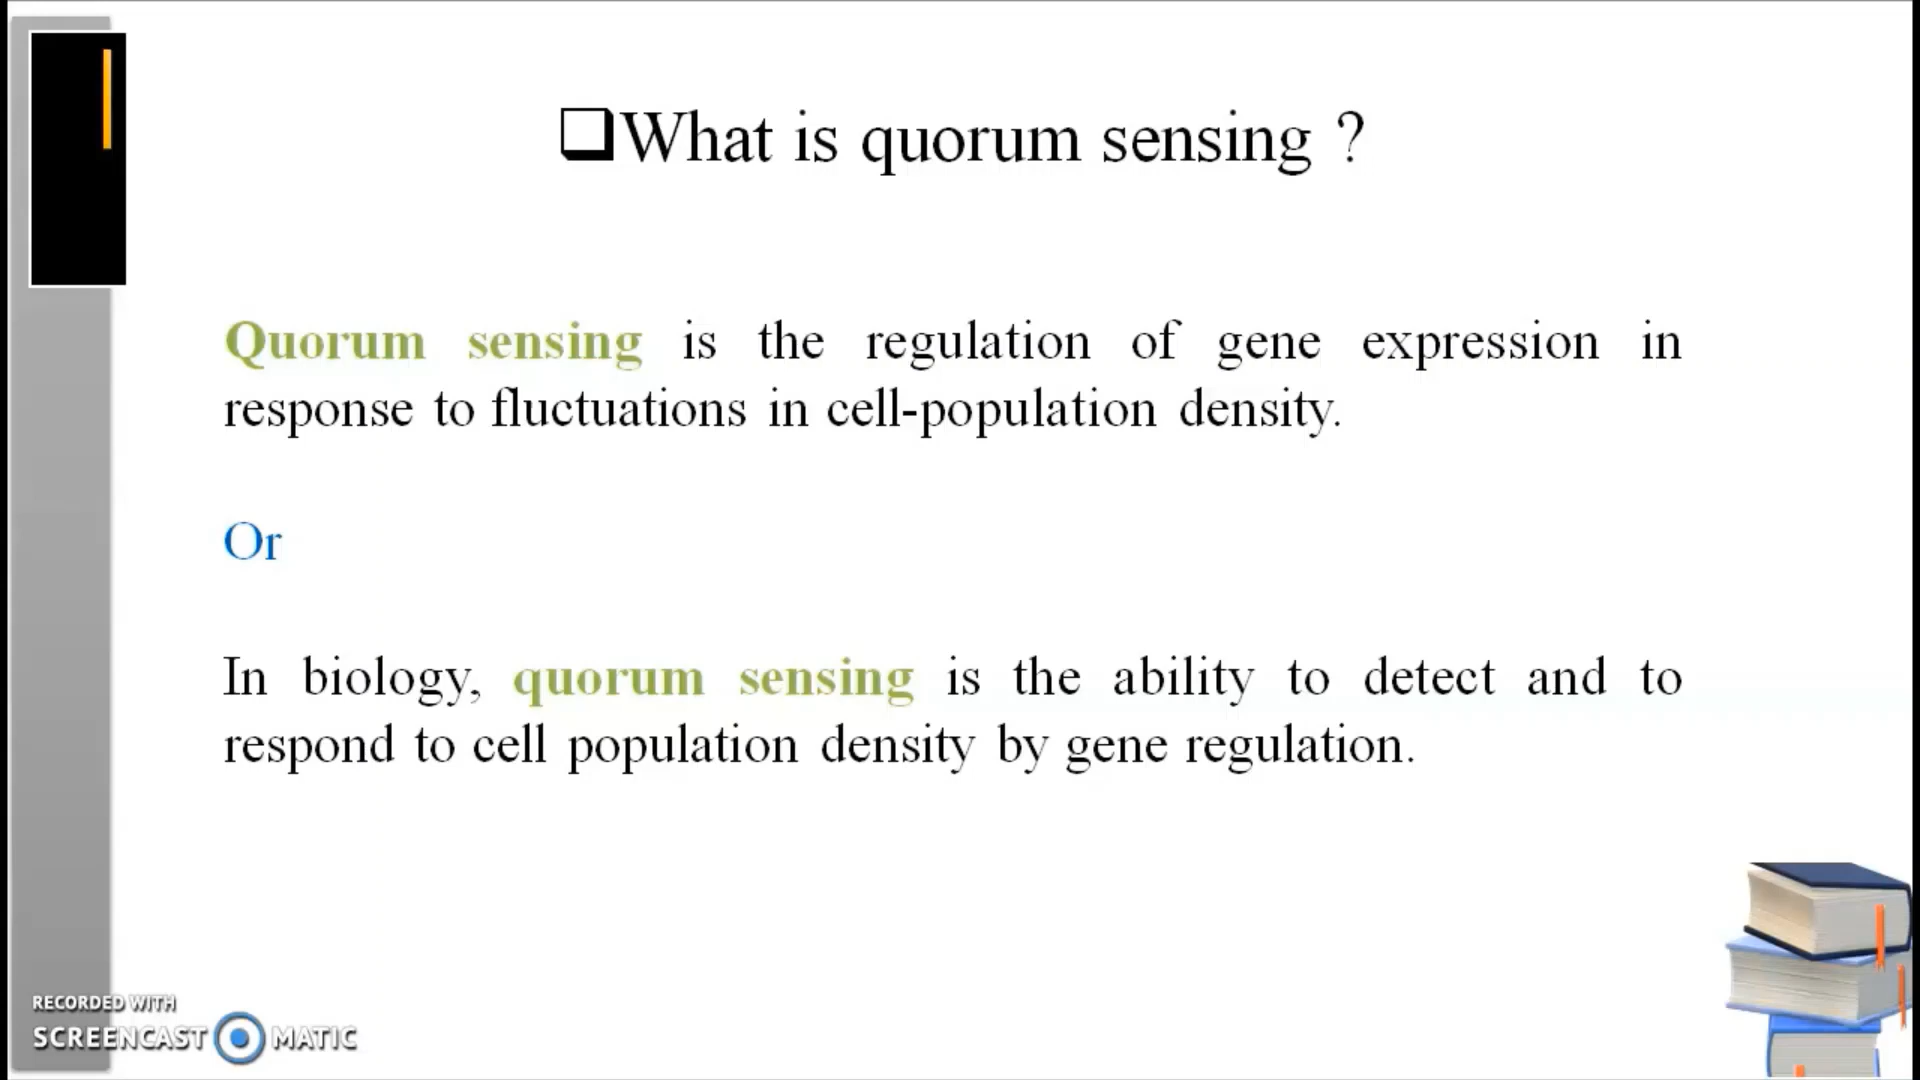 ❑What is quorum sensing ?
Quorum sensing is the regulation of gene expression in
response to fluctuations in cell-population density.
Or
In biology, quorum sensing is the ability to detect and to
respond to cell population density by gene regulation.
RECORDED WITH
SCREENCAST MATIC